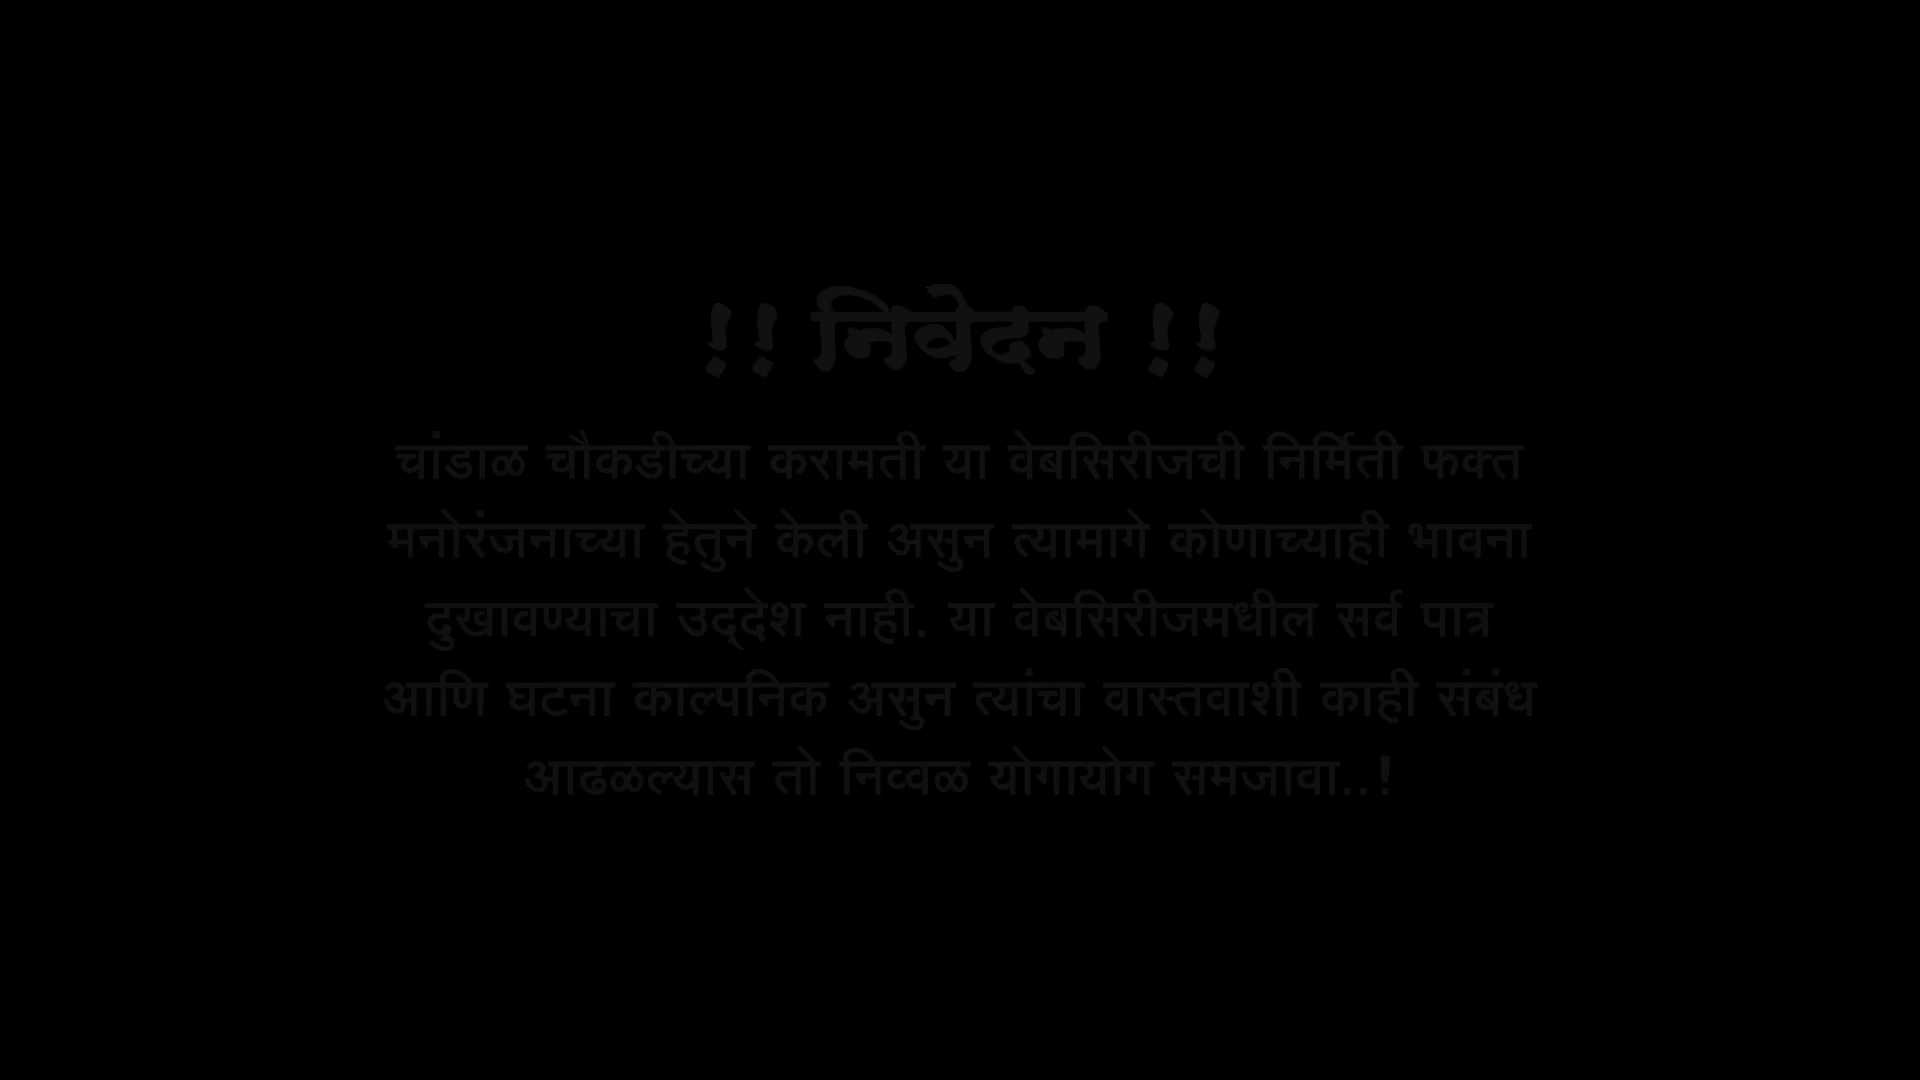 !! निवेदन !!
चांडाळ चौकडीच्या करामती या वेबसिरीजची निर्मिती फक्त
मनोरंजनाच्या हेतुने केली असुन त्यामागे कोणाच्याही भावना
दुखावण्याचा उद्‌देश नाही. या वेबसिरीजमधील सर्व पात्र
आणि घटना काल्पनिक असुन त्यांचा वास्तवाशी काही संबंध
आढळल्यास तो निव्वळ योगायोग समजावा..!